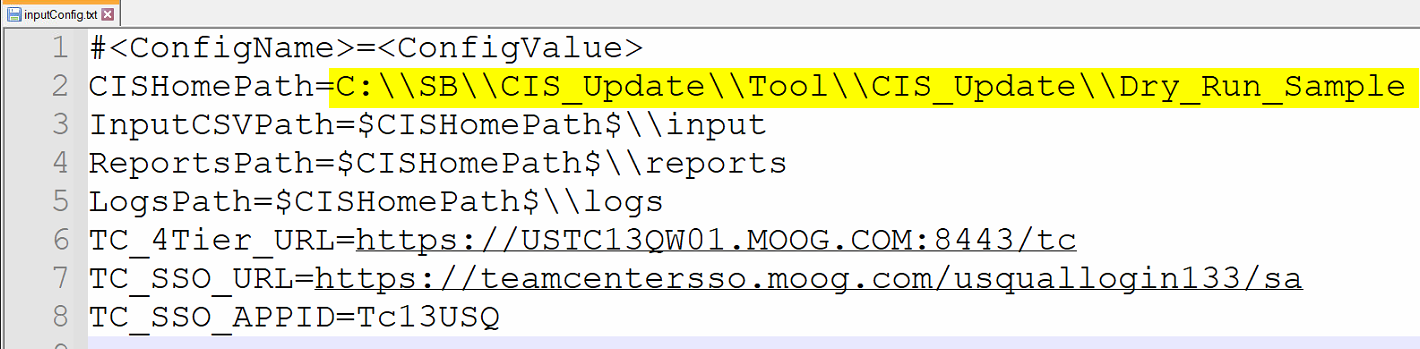 inputConfig.txt
1 #<ConfigName>=<ConfigValue>
2 CISHomePath=C:\\SB\\CIS_Update\\Tool\\CIS_Update\\Dry_Run_Sample
3 InputCSVPath=$CISHomePath$\\input
4 ReportsPath=$CISHomePath$\\reports
5 LogsPath=$CISHomePath$\\logs
6 TC_4Tier_URL=https://USTC13QW01.MOOG.COM:8443/tc
7 TC_SSO_URL=https://teamcentersso.moog.com/usquallogin133/sa
8 TC_SSO_APPID=Tc13USQ